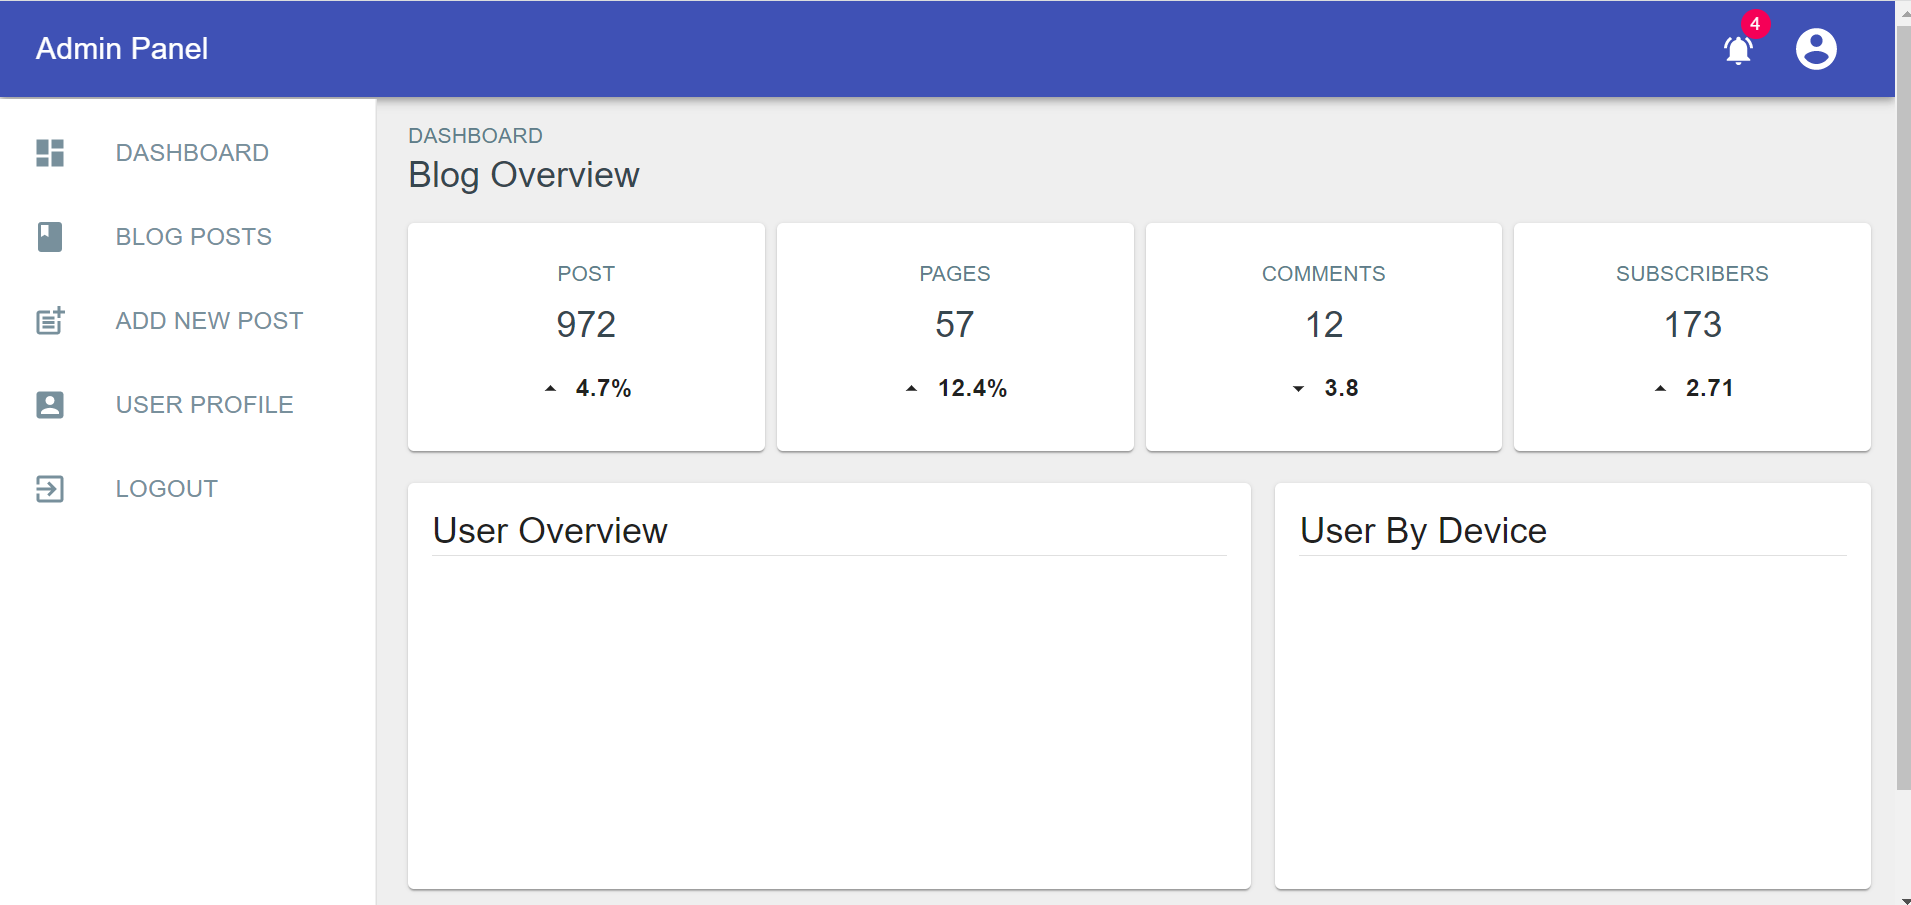 Admin Panel
4
DASHBOARD
BLOG POSTS
ADD NEW POST
USER PROFILE
LOGOUT
DASHBOARD
Blog Overview
POST
972
4.7%
PAGES
57
12.4%
COMMENTS
12
3.8
SUBSCRIBERS
173
2.71
User Overview
User By Device